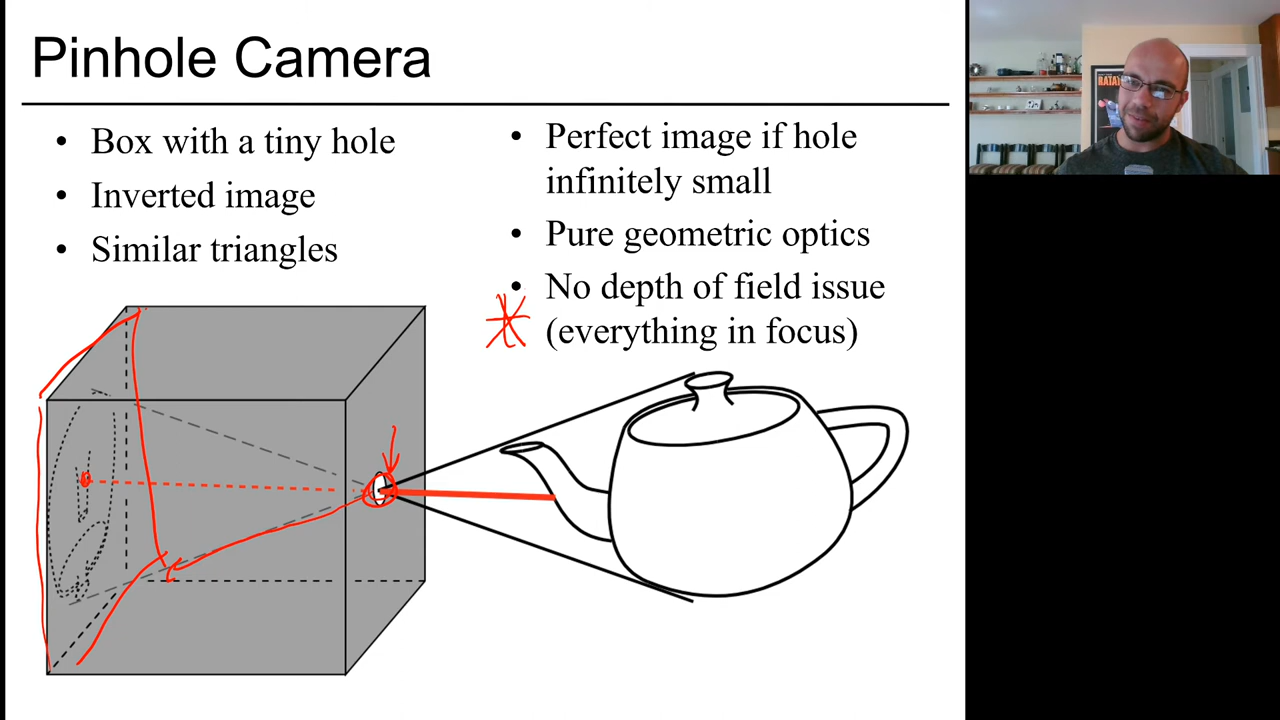 Pinhole Camera
• Box with a tiny hole
• Inverted image
• Similar triangles
• Perfect image if hole
infinitely small
• Pure geometric optics
• No depth of field issue
(everything in focus)